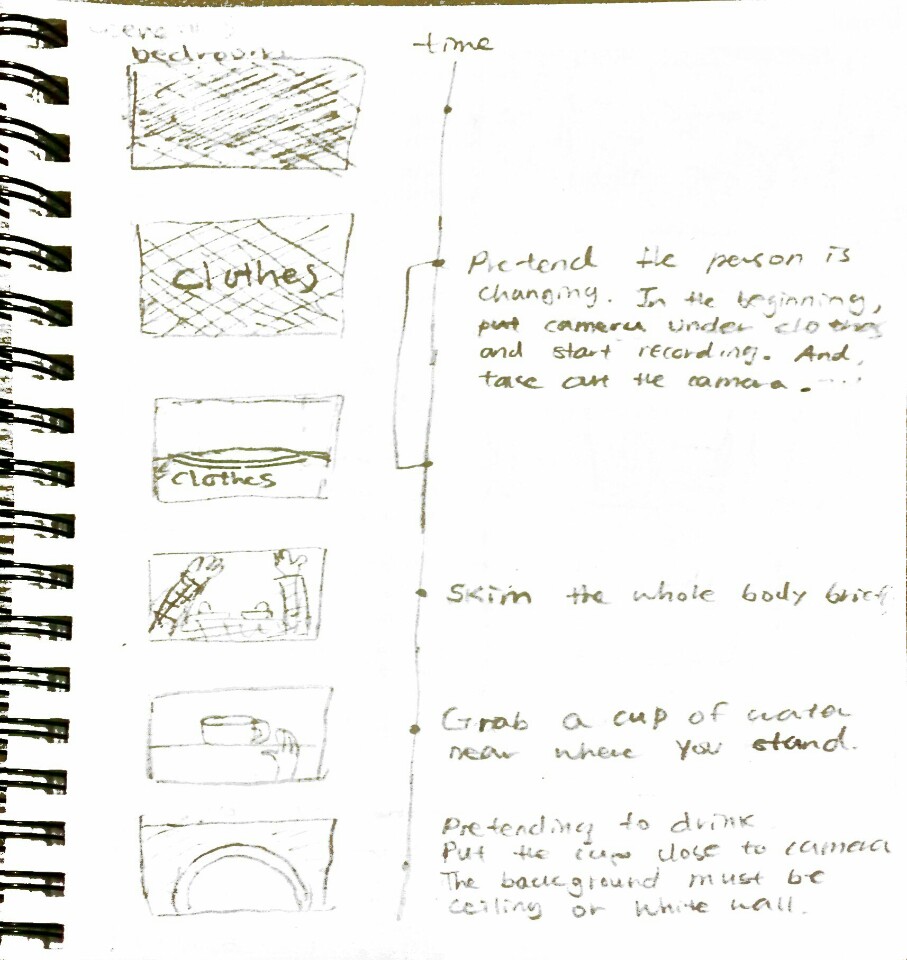 scene
bedroom
time
clothes
Pretend the person is
changing. In the beginning,
put camera under clothes
and start recording. And,
take out the camera.....
clothes
Skim the whole body brief
Grab a cup of water
near where you stand.
Pretending to drink
Put the cup close to camera
The background must be
ceiling or white wall.